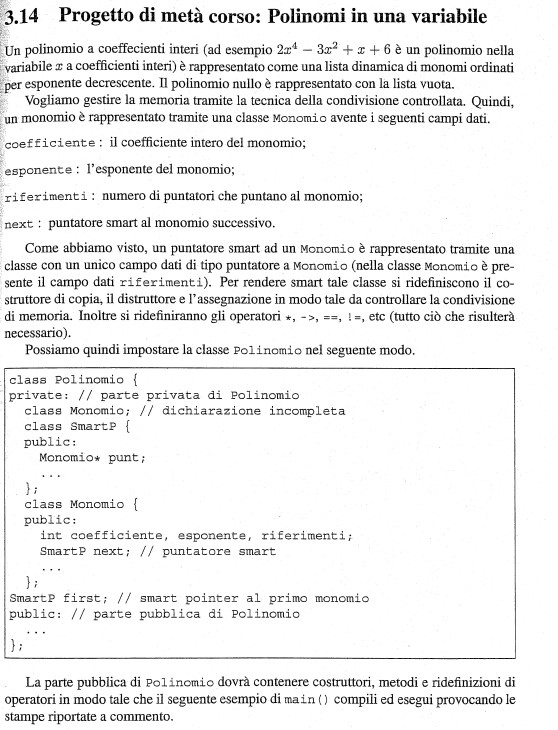 3.14 Progetto di metà corso: Polinomi in una variabile
Un polinomio a coeffecienti interi (ad esempio 2x⁴ − 3x² + x + 6 è un polinomio nella
variabile x a coefficienti interi) è rappresentato come una lista dinamica di monomi ordinati
per esponente decrescente. Il polinomio nullo è rappresentato con la lista vuota.
Vogliamo gestire la memoria tramite la tecnica della condivisione controllata. Quindi,
un monomio è rappresentato tramite una classe Monomio avente i seguenti campi dati.
coefficiente : il coefficiente intero del monomio;
esponente : l'esponente del monomio;
riferimenti : numero di puntatori che puntano al monomio;
next : puntatore smart al monomio successivo.
Come abbiamo visto, un puntatore smart ad un Monomio è rappresentato tramite una
classe con un unico campo dati di tipo puntatore a Monomio (nella classe Monomio è pre-
sente il campo dati riferimenti). Per rendere smart tale classe si ridefiniscono il co-
struttore di copia, il distruttore e l'assegnazione in modo tale da controllare la condivisione
di memoria. Inoltre si ridefiniranno gli operatori *, ->, ==, !=, etc (tutto ciò che risulterà
necessario).
Possiamo quindi impostare la classe Polinomio nel seguente modo.
class Polinomio {
private: // parte privata di Polinomio
class Monomio; // dichiarazione incompleta
class SmartP {
public:
Monomio* punt;
...
};
class Monomio {
public:
int coefficiente, esponente, riferimenti;
SmartP next; // puntatore smart
...
};
SmartP first; // smart pointer al primo monomio
public: // parte pubblica di Polinomio
...
};
La parte pubblica di Polinomio dovrà contenere costruttori, metodi e ridefinizioni di
operatori in modo tale che il seguente esempio di main() compili ed esegui provocando le
stampe riportate a commento.